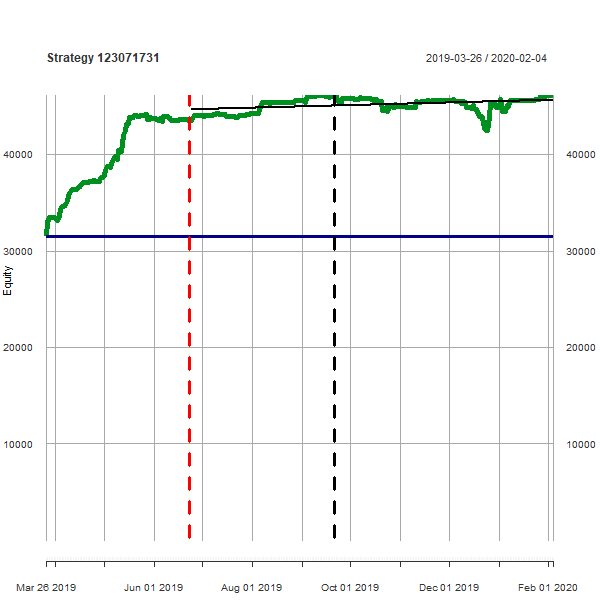 Strategy 123071731
2019-03-26 / 2020-02-04
40000
40000
30000
30000
Equity
20000
20000
10000
10000
Mar 26 2019
Jun 01 2019
Aug 01 2019
Oct 01 2019
Dec 01 2019
Feb 01 2020